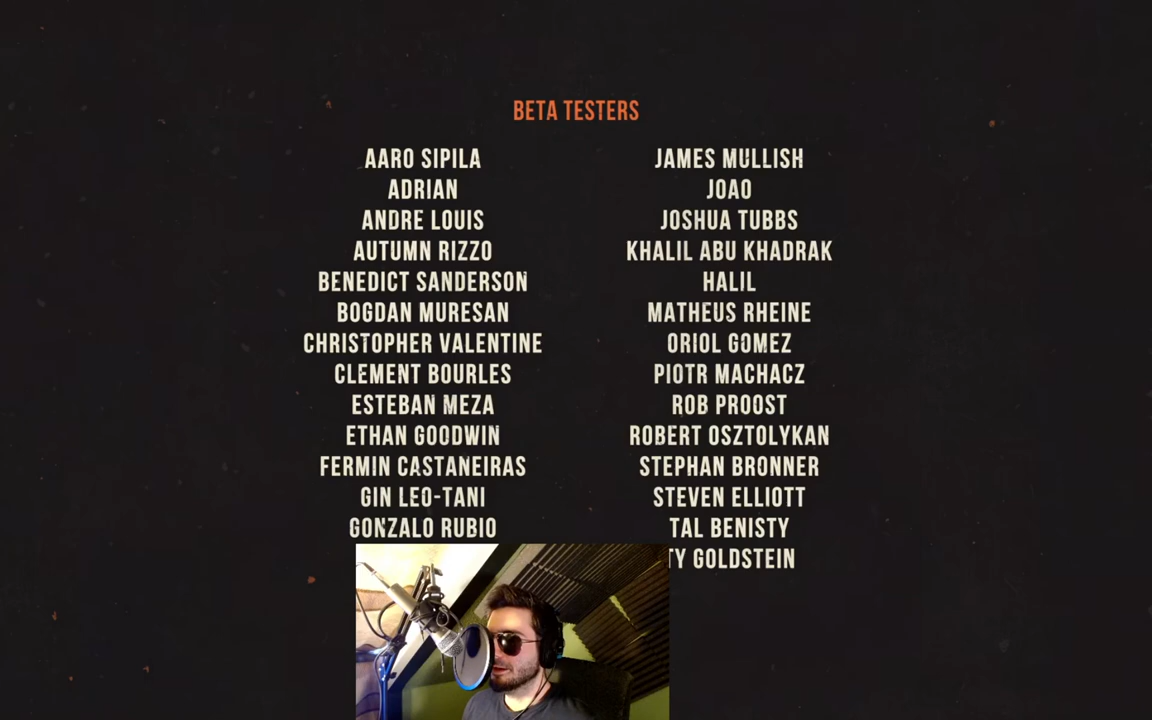 BETA TESTERS
AARO SIPILA
ADRIAN
ANDRE LOUIS
AUTUMN RIZZO
BENEDICT SANDERSON
BOGDAN MURESAN
CHRISTOPHER VALENTINE
CLEMENT BOURLES
ESTEBAN MEZA
ETHAN GOODWIN
FERMIN CASTANEIRAS
GIN LEO-TANI
GONZALO RUBIO
JAMES MULLISH
JOAO
JOSHUA TUBBS
KHALIL ABU KHADRAK
HALIL
MATHEUS RHEINE
ORIOL GOMEZ
PIOTR MACHACZ
ROB PROOST
ROBERT OSZTOLYKAN
STEPHAN BRONNER
STEVEN ELLIOTT
TAL BENISTY
GOLDSTEIN